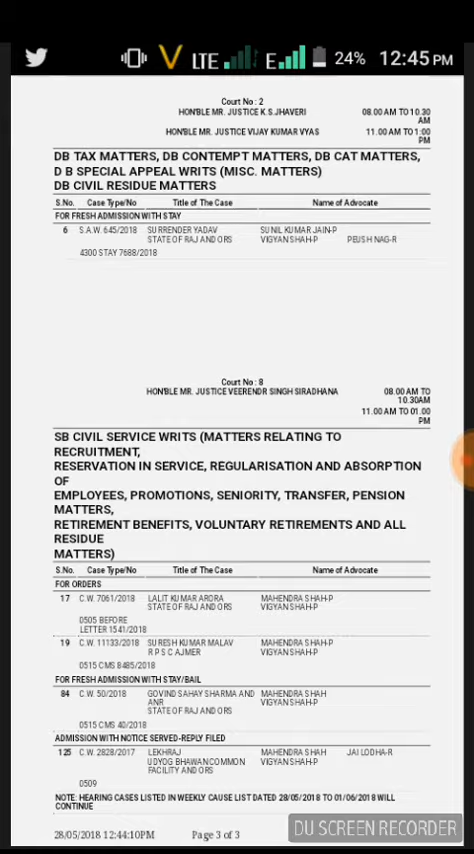 LTE E 24% 12:45 PM
Court No : 2
HON'BLE MR. JUSTICE K.S.JHAVERI 08.00 AM TO 10.30
AM
HON'BLE MR. JUSTICE VIJAY KUMAR VYAS 11.00 AM TO 1:00
PM
DB TAX MATTERS, DB CONTEMPT MATTERS, DB CAT MATTERS,
D B SPECIAL APPEAL WRITS (MISC. MATTERS)
DB CIVIL RESIDUE MATTERS
S.No. Case Type/No Title of The Case Name of Advocate
FOR FRESH ADMISSION WITH STAY
6 S.A.W. 645/2018 SURRENDER YADAV SUNIL KUMAR JAIN-P
STATE OF RAJ AND ORS VIGYAN SHAH-P PEUSH NAG-R
4300 STAY 7688/2018
Court No : 8
HON'BLE MR. JUSTICE VEERENDR SINGH SIRADHANA 08.00 AM TO
10.30AM
11.00 AM TO 01.00
PM
SB CIVIL SERVICE WRITS (MATTERS RELATING TO
RECRUITMENT,
RESERVATION IN SERVICE, REGULARISATION AND ABSORPTION
OF
EMPLOYEES, PROMOTIONS, SENIORITY, TRANSFER, PENSION
MATTERS,
RETIREMENT BENEFITS, VOLUNTARY RETIREMENTS AND ALL
RESIDUE
MATTERS)
S.No. Case Type/No Title of The Case Name of Advocate
FOR ORDERS
17 C.W. 7061/2018 LALIT KUMAR ARORA MAHENDRA SHAH-P
STATE OF RAJ AND ORS VIGYAN SHAH-P
0505 BEFORE
LETTER 1541/2018
19 C.W. 11133/2018 SURESH KUMAR MALAV MAHENDRA SHAH-P
R P S C AJMER VIGYAN SHAH-P
0515 CMS 8485/2018
FOR FRESH ADMISSION WITH STAY/BAIL
84 C.W. 50/2018 GOVIND SAHAY SHARMA AND MAHENDRA SHAH
ANR VIGYAN SHAH-P
STATE OF RAJ AND ORS
0515 CMS 40/2018
ADMISSION WITH NOTICE SERVED-REPLY FILED
125 C.W. 2828/2017 LEKHRAJ MAHENDRA SHAH JAI LODHA-R
UDYOG BHAWAN COMMON VIGYAN SHAH-P
FACILITY AND ORS
0509
NOTE: HEARING CASES LISTED IN WEEKLY CAUSE LIST DATED 28/05/2018 TO 01/06/2018 WILL
CONTINUE
28/05/2018 12:44:10PM Page 3 of 3
DU SCREEN RECORDER